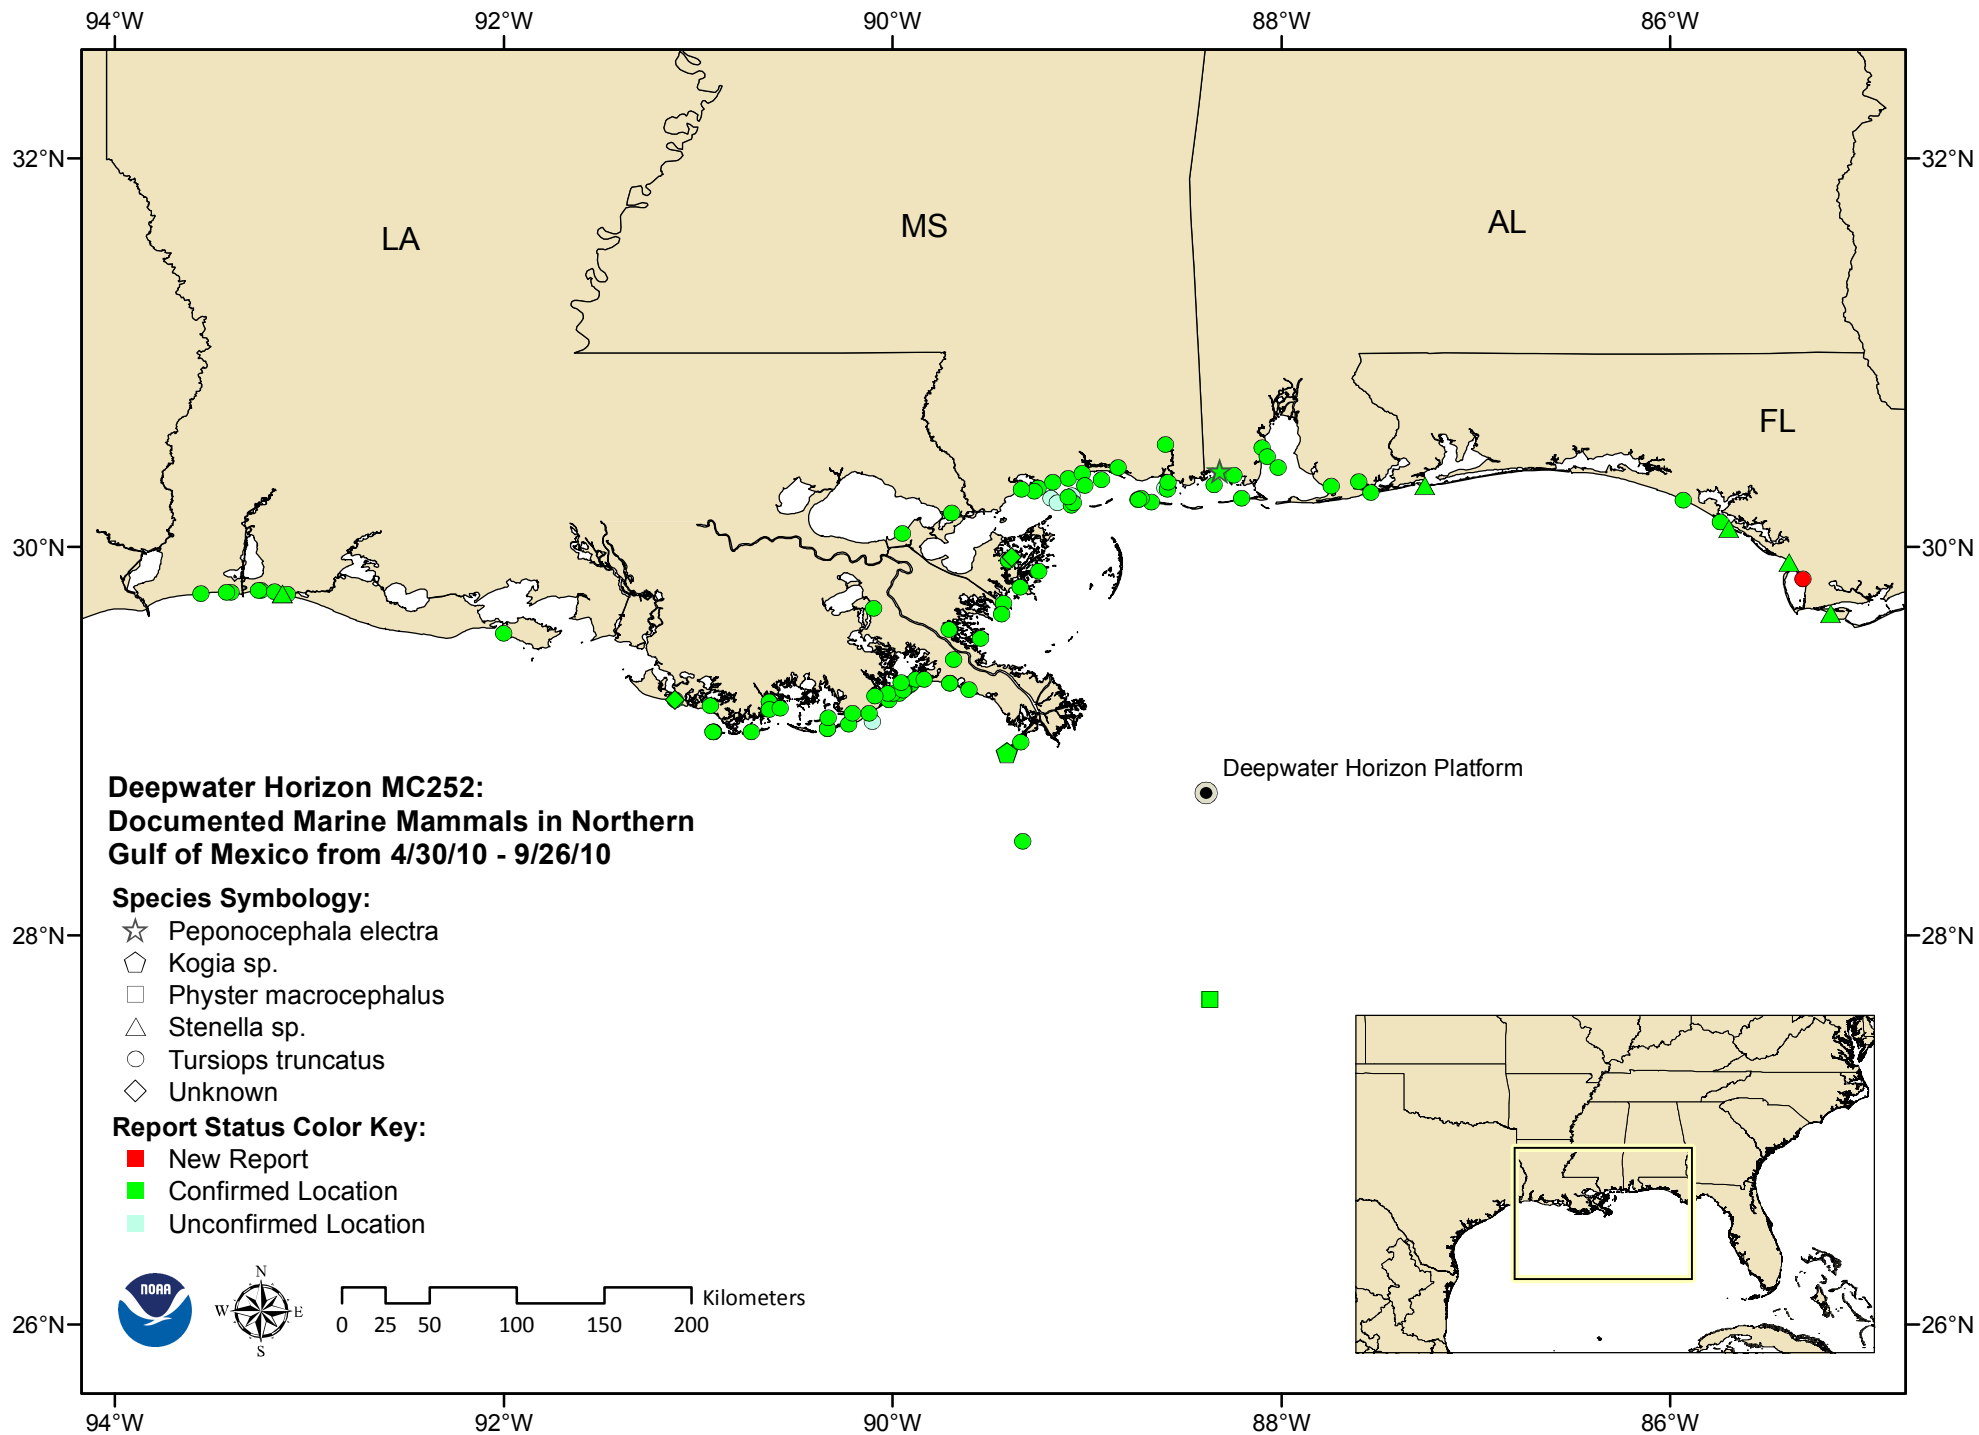 94°W 92°W 90°W 88°W 86°W
32°N 32°N
LA
MS
AL
FL
30°N 30°N
Deepwater Horizon Platform
Deepwater Horizon MC252:
Documented Marine Mammals in Northern
Gulf of Mexico from 4/30/10 - 9/26/10
Species Symbology:
Peponocephala electra
Kogia sp.
Physter macrocephalus
Stenella sp.
Tursiops truncatus
Unknown
28°N 28°N
Report Status Color Key:
New Report
Confirmed Location
Unconfirmed Location
NOAA
N
W E
S
Kilometers
0 25 50 100 150 200
26°N 26°N
94°W 92°W 90°W 88°W 86°W